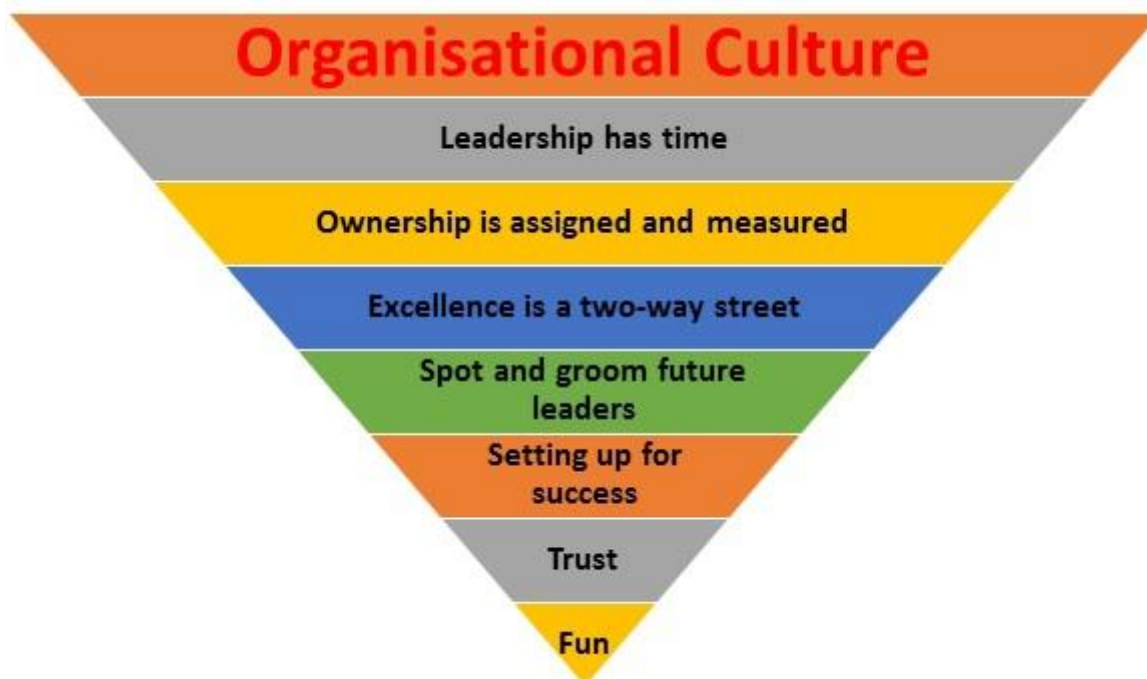 Organisational Culture
Leadership has time
Ownership is assigned and measured
Excellence is a two-way street
Spot and groom future
leaders
Setting up for
success
Trust
Fun